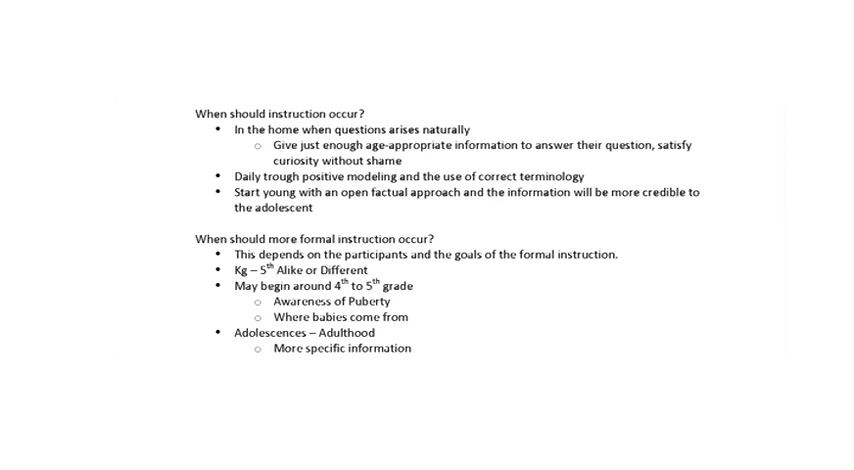 When should instruction occur?
• In the home when questions arises naturally
o Give just enough age-appropriate information to answer their question, satisfy
curiosity without shame
• Daily trough positive modeling and the use of correct terminology
• Start young with an open factual approach and the information will be more credible to
the adolescent
When should more formal instruction occur?
• This depends on the participants and the goals of the formal instruction.
• Kg – 5th Alike or Different
• May begin around 4th to 5th grade
o Awareness of Puberty
o Where babies come from
• Adolescences – Adulthood
o More specific information